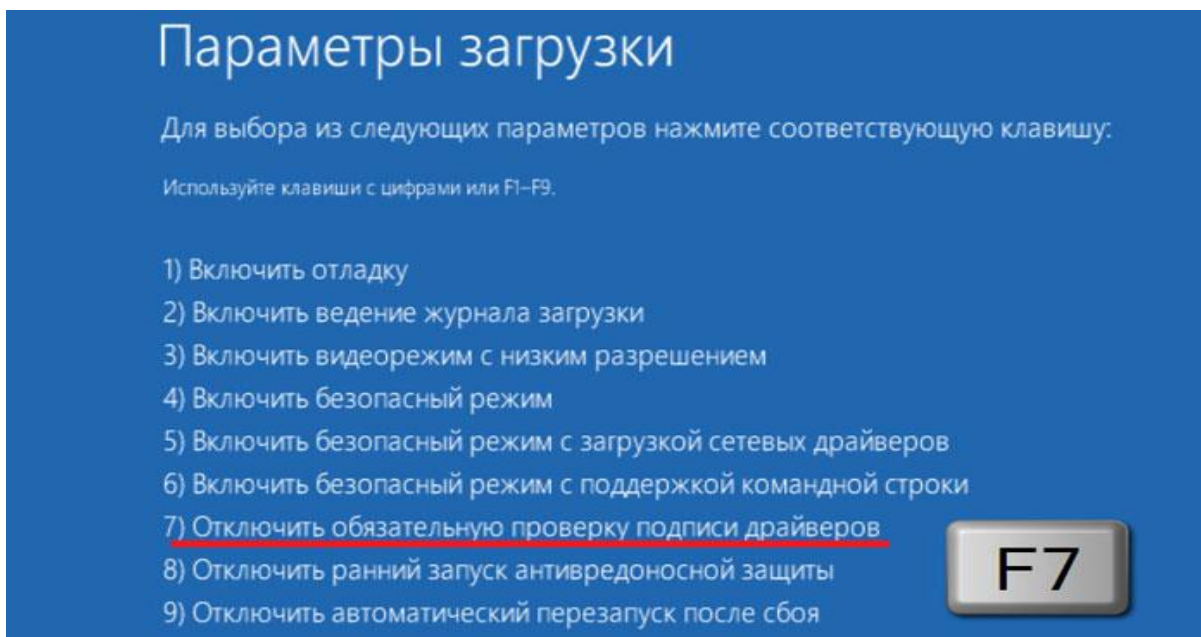 Параметры загрузки
Для выбора из следующих параметров нажмите соответствующую клавишу:
Используйте клавиши с цифрами или F1–F9.
1) Включить отладку
2) Включить ведение журнала загрузки
3) Включить видеорежим с низким разрешением
4) Включить безопасный режим
5) Включить безопасный режим с загрузкой сетевых драйверов
6) Включить безопасный режим с поддержкой командной строки
7) Отключить обязательную проверку подписи драйверов
F7
8) Отключить ранний запуск антивредоносной защиты
9) Отключить автоматический перезапуск после сбоя